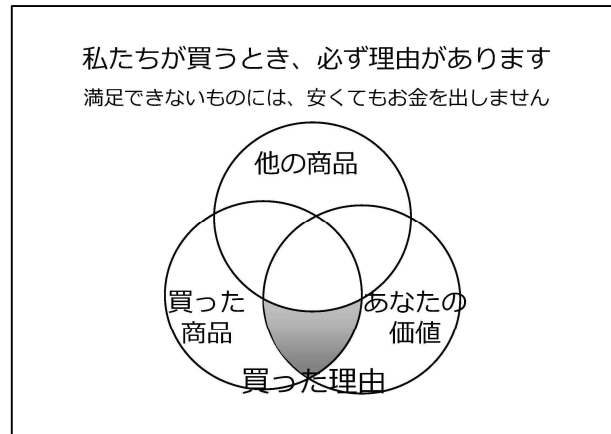 私たちが買うとき、必ず理由があります
満足できないものには、安くてもお金を出しません
他の商品
買った
商品
あなたの
価値
買った理由